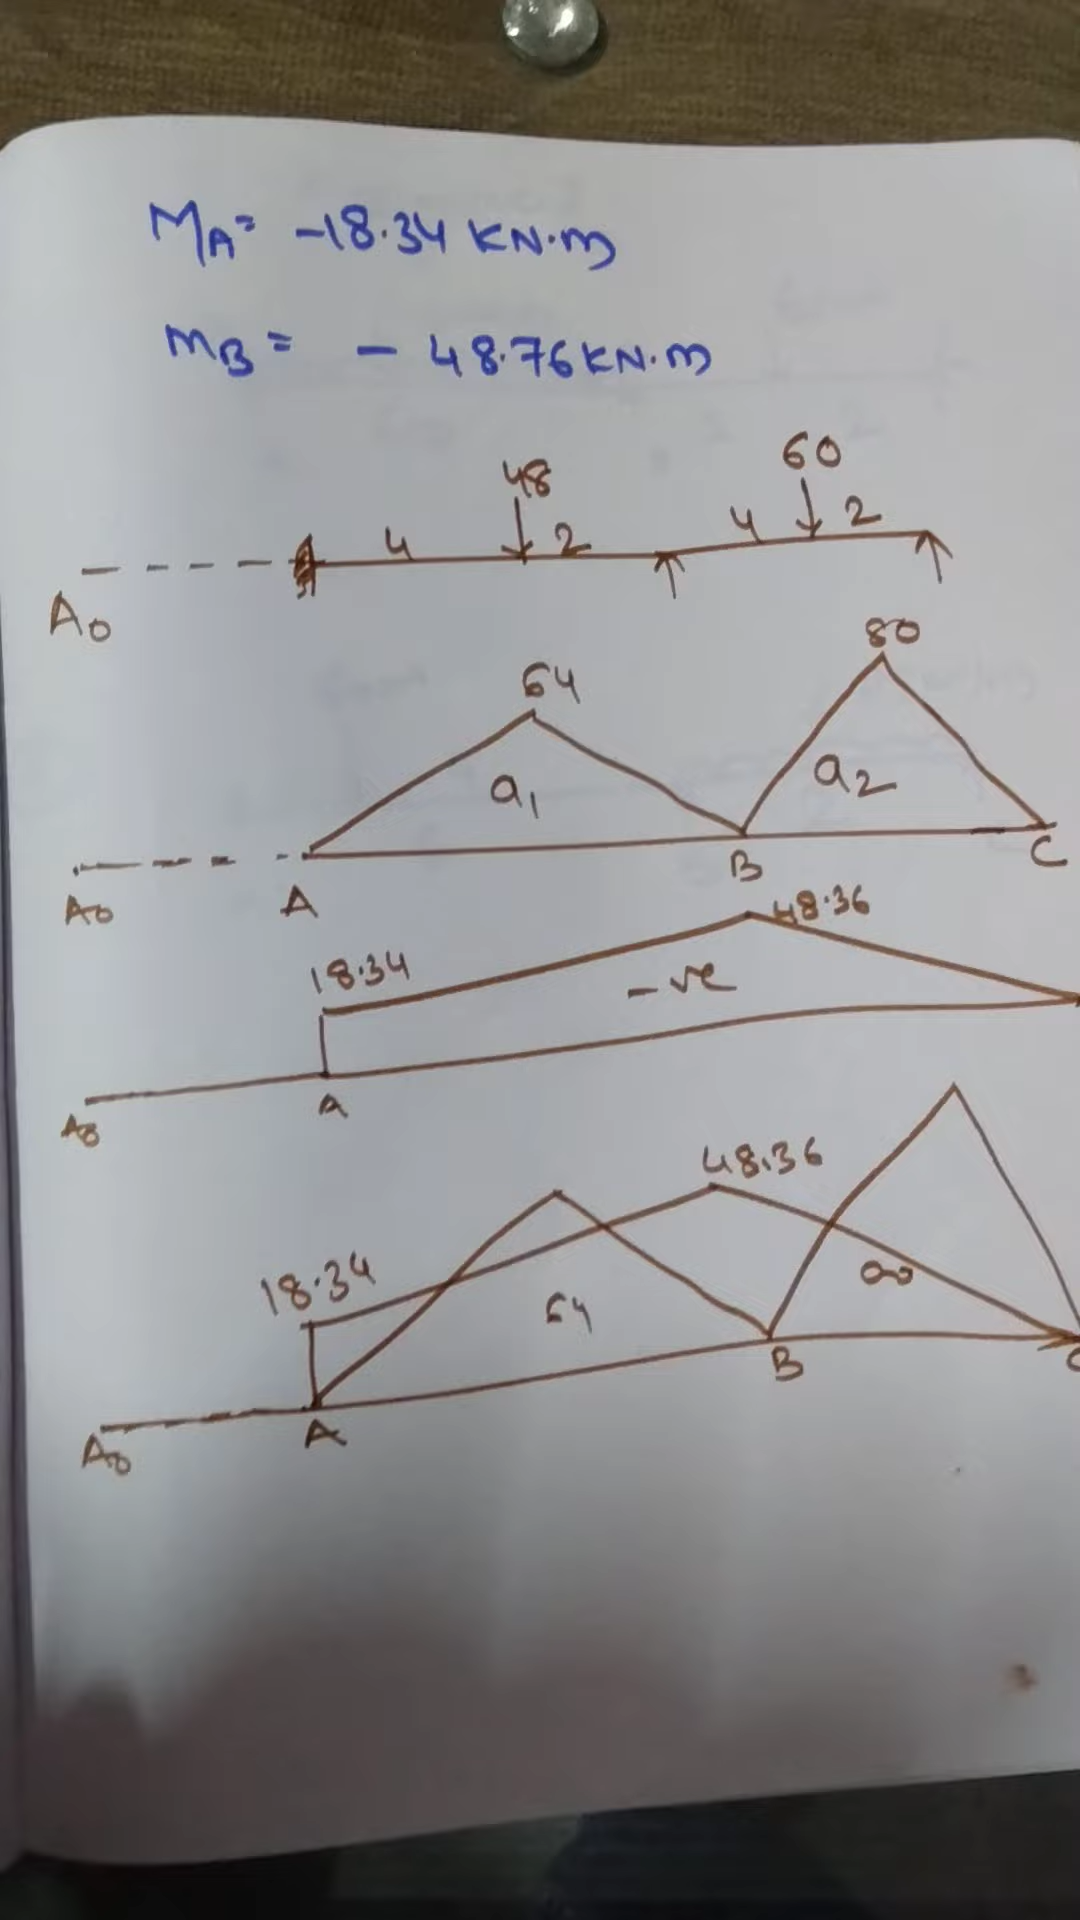 MA= -18.34 KN.m
MB= - 48.76 KN.m
48 60
4 2 4 2
A0
64 80
a1 a2
A0 A B C
18.34 48.36
-ve
A0 A
18.34 48.36
64
A0 A B C